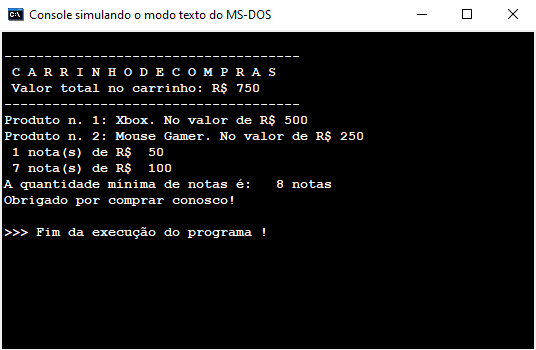 Console simulando o modo texto do MS-DOS
-------------------------------------
C A R R I N H O D E C O M P R A S
Valor total no carrinho: R$ 750
-------------------------------------
Produto n. 1: Xbox. No valor de R$ 500
Produto n. 2: Mouse Gamer. No valor de R$ 250
1 nota(s) de R$  50
7 nota(s) de R$  100
A quantidade mínima de notas é:   8 notas
Obrigado por comprar conosco!
>>> Fim da execução do programa !